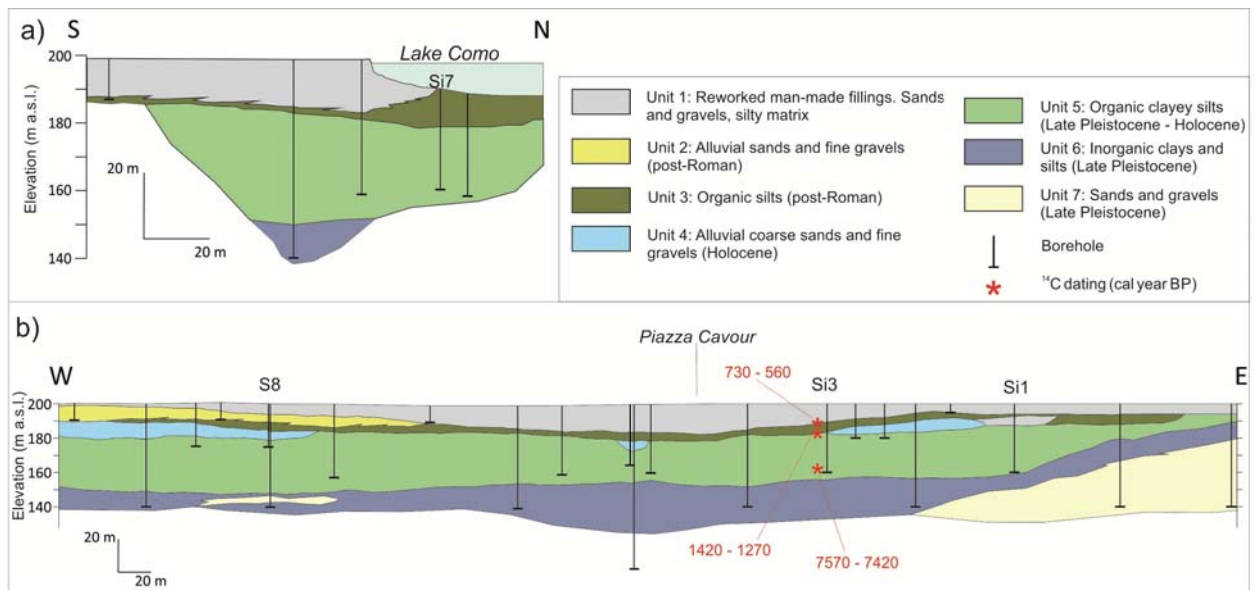 a) S N
Lake Como
Si7
Elevation (m a.s.l.)
200
180
160
140
20 m
20 m
Unit 1: Reworked man-made fillings. Sands
and gravels, silty matrix
Unit 2: Alluvial sands and fine gravels
(post-Roman)
Unit 3: Organic silts (post-Roman)
Unit 4: Alluvial coarse sands and fine
gravels (Holocene)
Unit 5: Organic clayey silts
(Late Pleistocene - Holocene)
Unit 6: Inorganic clays and
silts (Late Pleistocene)
Unit 7: Sands and gravels
(Late Pleistocene)
Borehole
* ¹⁴C dating (cal year BP)
b)
Piazza Cavour
W E
730 - 560
S8 Si3 Si1
Elevation (m a.s.l.)
200
180
160
140
1420 - 1270
7570 - 7420
20 m
20 m